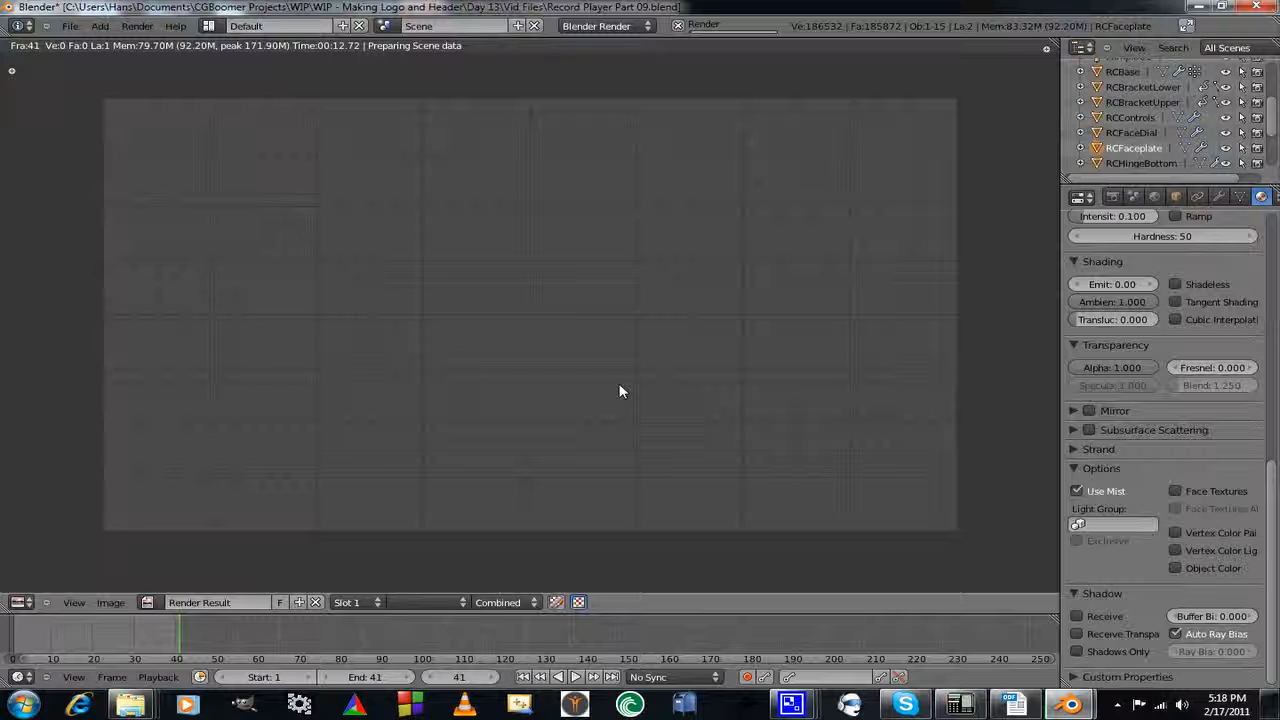 Blender* [C:\Users\Hans\Documents\CGBoomer Projects\WIP\WIP - Making Logo and Header\Day 13\Vid Files\Record Player Part 09.blend]
File Add Render Help Default Scene Blender Render Render Ve:186532 | Fa:185872 | Ob:1-15 | La:2 | Mem:83.32M (92.20M) | RCFaceplate
Fra:41 Ve:0 Fa:0 La:1 Mem:79.70M (92.20M, peak 171.90M) Time:00:12.72 | Preparing Scene data
View Search All Scenes
RCBase
RCBracketLower
RCBracketUpper
RCControls
RCFaceDial
RCFaceplate
RCHingeBottom
Intensit: 0.100 Ramp
Hardness: 50
Shading
Emit: 0.00 Shadeless
Ambien: 1.000 Tangent Shading
Transluc: 0.000 Cubic Interpolati
Transparency
Alpha: 1.000 Fresnel: 0.000
Specula: 1.000 Blend: 1.250
Mirror
Subsurface Scattering
Strand
Options
Use Mist Face Textures
Light Group: Face Textures Al
Exclusive Vertex Color Pai
Vertex Color Lig
Object Color
Shadow
Receive Buffer Bi: 0.000
Receive Transpa Auto Ray Bias
Shadows Only Ray Bia: 0.000
Custom Properties
View Image Render Result F Slot 1 Combined
0 10 20 30 40 50 60 70 80 90 100 110 120 130 140 150 160 170 180 190 200 210 220 230 240 250
View Frame Playback Start: 1 End: 41 41 No Sync
PDF
5:18 PM
2/17/2011